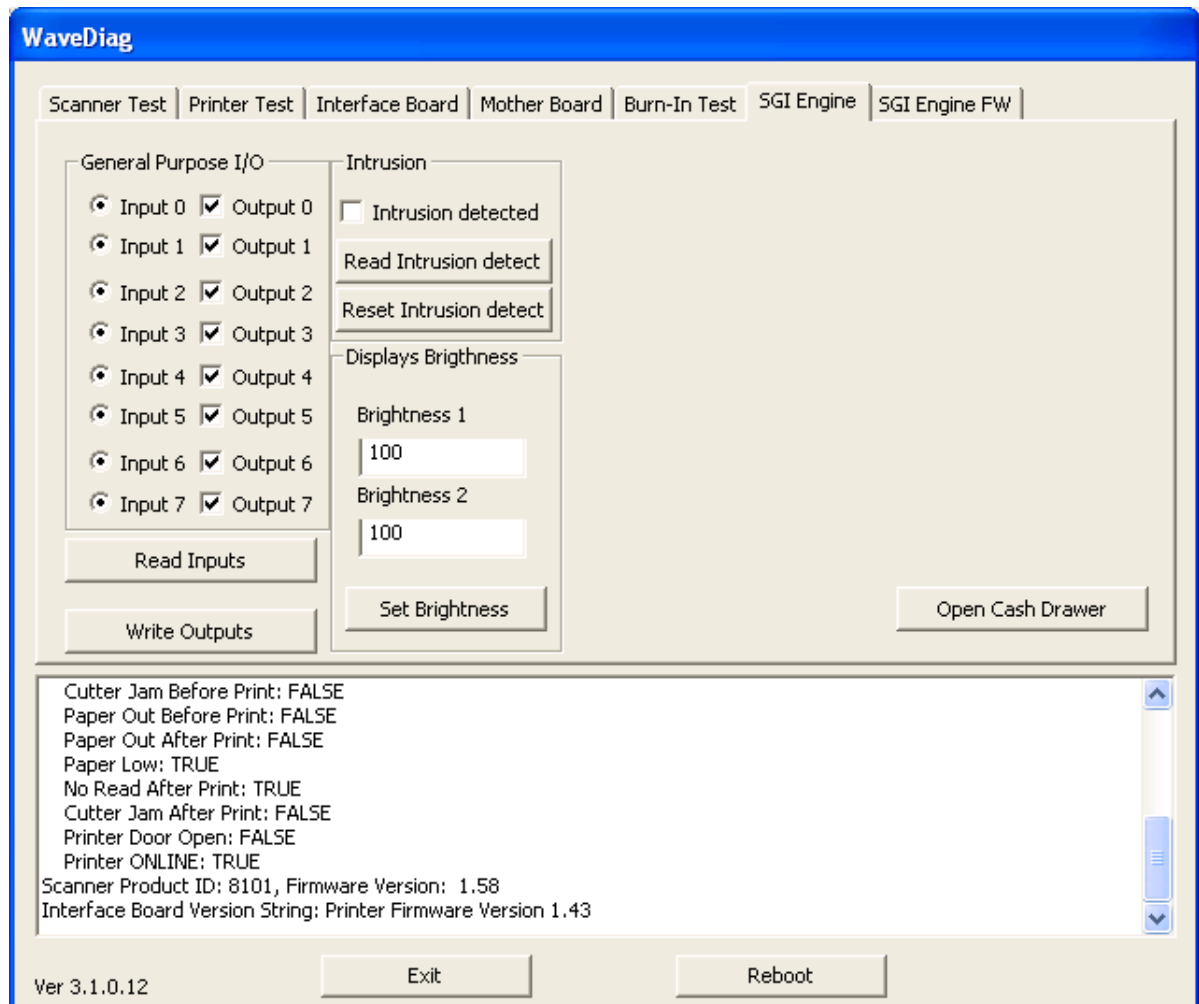 WaveDiag
Scanner Test Printer Test Interface Board Mother Board Burn-In Test SGI Engine SGI Engine FW
General Purpose I/O
Input 0 Output 0
Input 1 Output 1
Input 2 Output 2
Input 3 Output 3
Input 4 Output 4
Input 5 Output 5
Input 6 Output 6
Input 7 Output 7
Read Inputs
Write Outputs
Intrusion
Intrusion detected
Read Intrusion detect
Reset Intrusion detect
Displays Brigthness
Brightness 1
100
Brightness 2
100
Set Brightness
Open Cash Drawer
Cutter Jam Before Print: FALSE
Paper Out Before Print: FALSE
Paper Out After Print: FALSE
Paper Low: TRUE
No Read After Print: TRUE
Cutter Jam After Print: FALSE
Printer Door Open: FALSE
Printer ONLINE: TRUE
Scanner Product ID: 8101, Firmware Version: 1.58
Interface Board Version String: Printer Firmware Version 1.43
Ver 3.1.0.12
Exit
Reboot